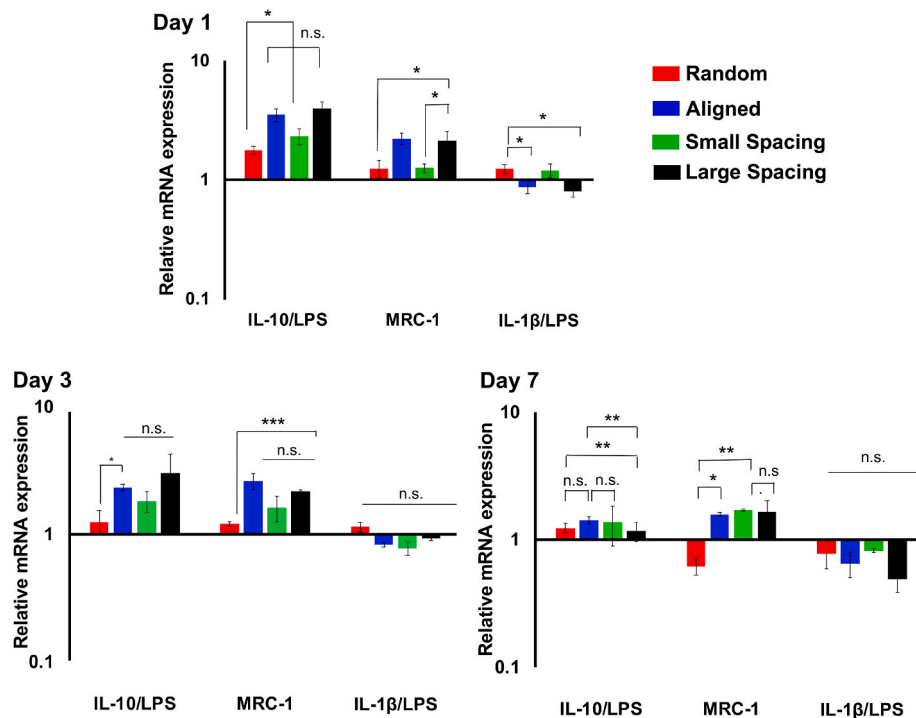 Day 1
*
n.s.
10
*
*
*
*
Random
Aligned
Small Spacing
Large Spacing
Relative mRNA expression
1
0.1
IL-10/LPS MRC-1 IL-1β/LPS
Day 3
10
n.s.
*
***
n.s.
n.s.
Relative mRNA expression
1
0.1
IL-10/LPS MRC-1 IL-1β/LPS
Day 7
10
**
**
n.s. n.s.
**
*
n.s
.
n.s.
Relative mRNA expression
1
0.1
IL-10/LPS MRC-1 IL-1β/LPS